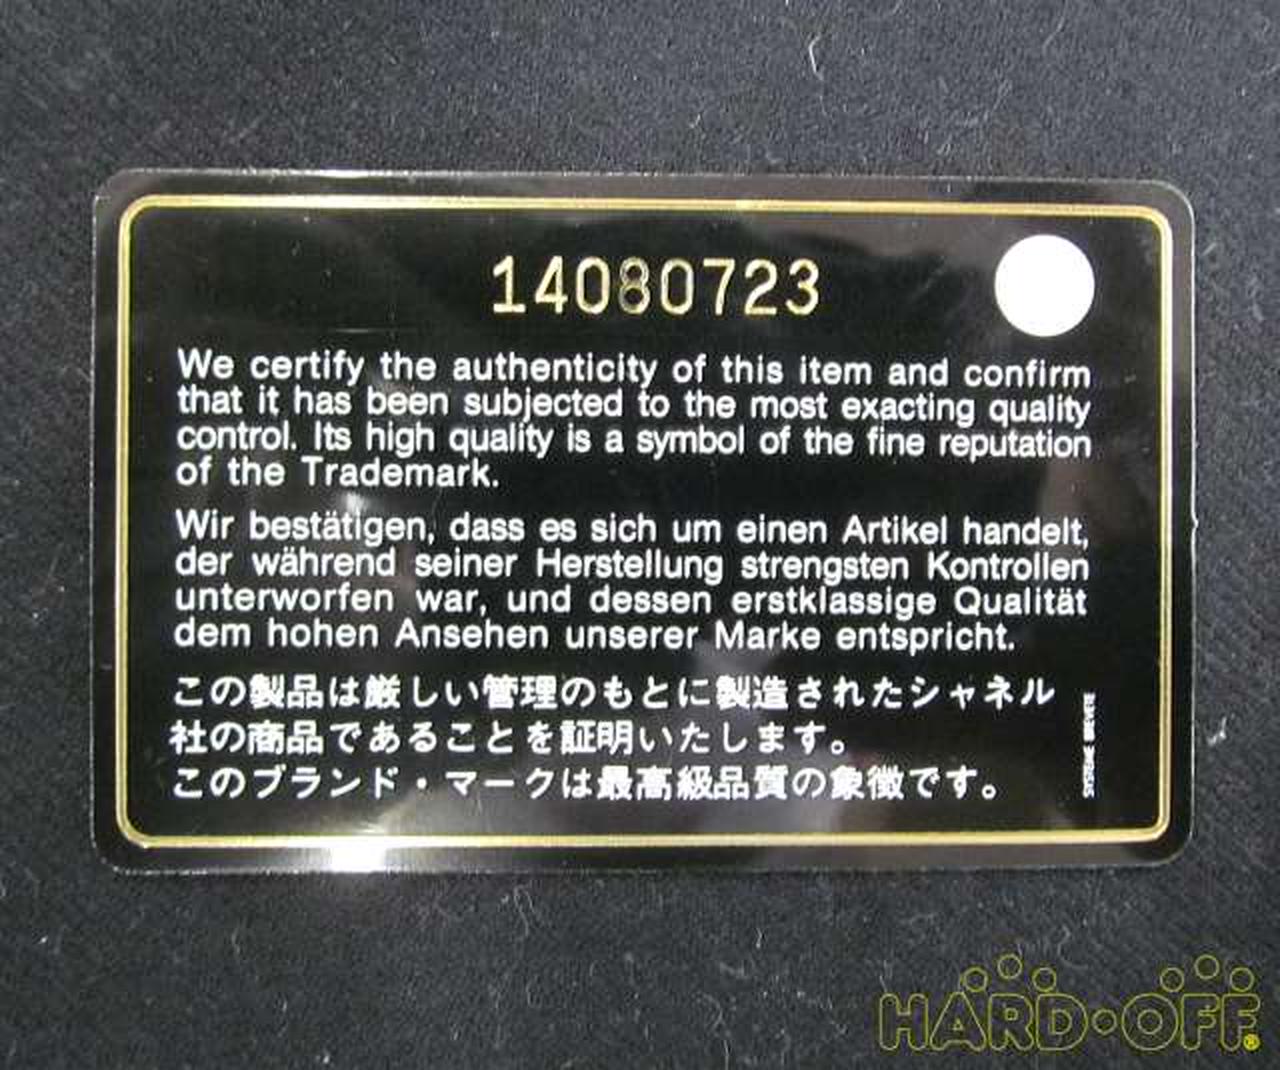 14080723
We certify the authenticity of this item and confirm
that it has been subjected to the most exacting quality
control. Its high quality is a symbol of the fine reputation
of the Trademark.
Wir bestätigen, dass es sich um einen Artikel handelt,
der während seiner Herstellung strengsten Kontrollen
unterworfen war, und dessen erstklassige Qualität
dem hohen Ansehen unserer Marke entspricht.
この製品は厳しい管理のもとに製造されたシャネル
社の商品であることを証明いたします。
このブランド・マークは最高級品質の象徴です。
SYSTEME BREVETE
HARD・OFF®